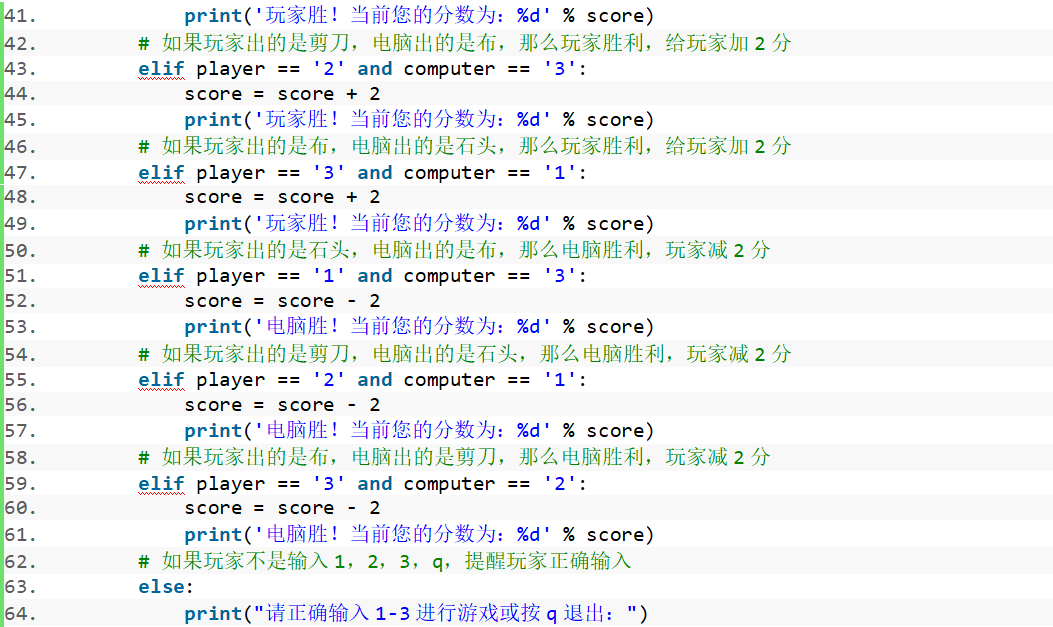 41.             print('玩家胜！当前您的分数为：%d' % score)
42.         # 如果玩家出的是剪刀，电脑出的是布，那么玩家胜利，给玩家加 2 分
43.         elif player == '2' and computer == '3':
44.             score = score + 2
45.             print('玩家胜！当前您的分数为：%d' % score)
46.         # 如果玩家出的是布，电脑出的是石头，那么玩家胜利，给玩家加 2 分
47.         elif player == '3' and computer == '1':
48.             score = score + 2
49.             print('玩家胜！当前您的分数为：%d' % score)
50.         # 如果玩家出的是石头，电脑出的是布，那么电脑胜利，玩家减 2 分
51.         elif player == '1' and computer == '3':
52.             score = score - 2
53.             print('电脑胜！当前您的分数为：%d' % score)
54.         # 如果玩家出的是剪刀，电脑出的是石头，那么电脑胜利，玩家减 2 分
55.         elif player == '2' and computer == '1':
56.             score = score - 2
57.             print('电脑胜！当前您的分数为：%d' % score)
58.         # 如果玩家出的是布，电脑出的是剪刀，那么电脑胜利，玩家减 2 分
59.         elif player == '3' and computer == '2':
60.             score = score - 2
61.             print('电脑胜！当前您的分数为：%d' % score)
62.         # 如果玩家不是输入 1，2，3，q，提醒玩家正确输入
63.         else:
64.             print("请正确输入 1-3 进行游戏或按 q 退出：")